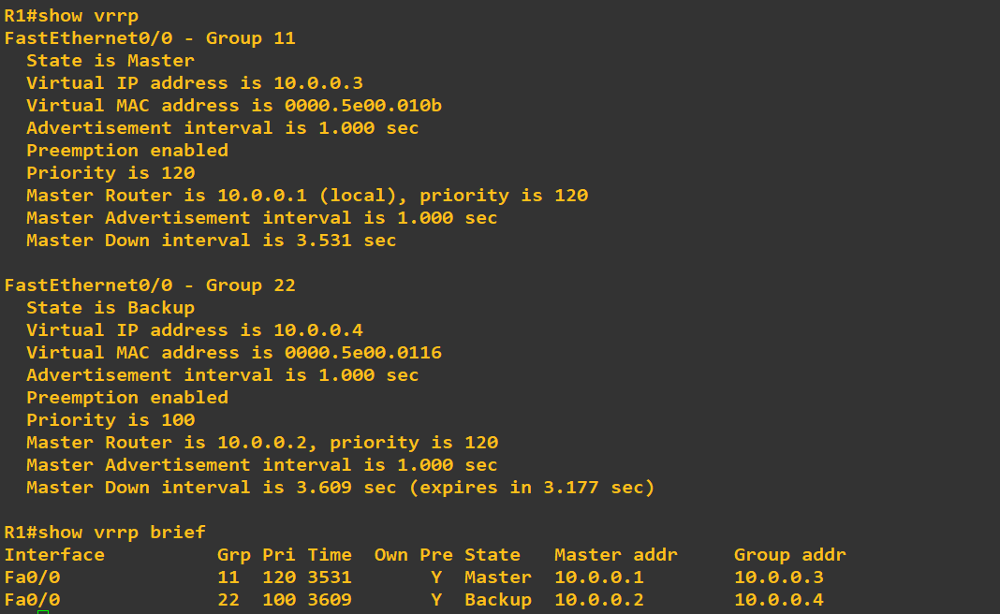 R1#show vrrp
FastEthernet0/0 - Group 11
State is Master
Virtual IP address is 10.0.0.3
Virtual MAC address is 0000.5e00.010b
Advertisement interval is 1.000 sec
Preemption enabled
Priority is 120
Master Router is 10.0.0.1 (local), priority is 120
Master Advertisement interval is 1.000 sec
Master Down interval is 3.531 sec
FastEthernet0/0 - Group 22
State is Backup
Virtual IP address is 10.0.0.4
Virtual MAC address is 0000.5e00.0116
Advertisement interval is 1.000 sec
Preemption enabled
Priority is 100
Master Router is 10.0.0.2, priority is 120
Master Advertisement interval is 1.000 sec
Master Down interval is 3.609 sec (expires in 3.177 sec)
R1#show vrrp brief
Interface Grp Pri Time Own Pre State Master addr Group addr
Fa0/0 11 120 3531 Y Master 10.0.0.1 10.0.0.3
Fa0/0 22 100 3609 Y Backup 10.0.0.2 10.0.0.4